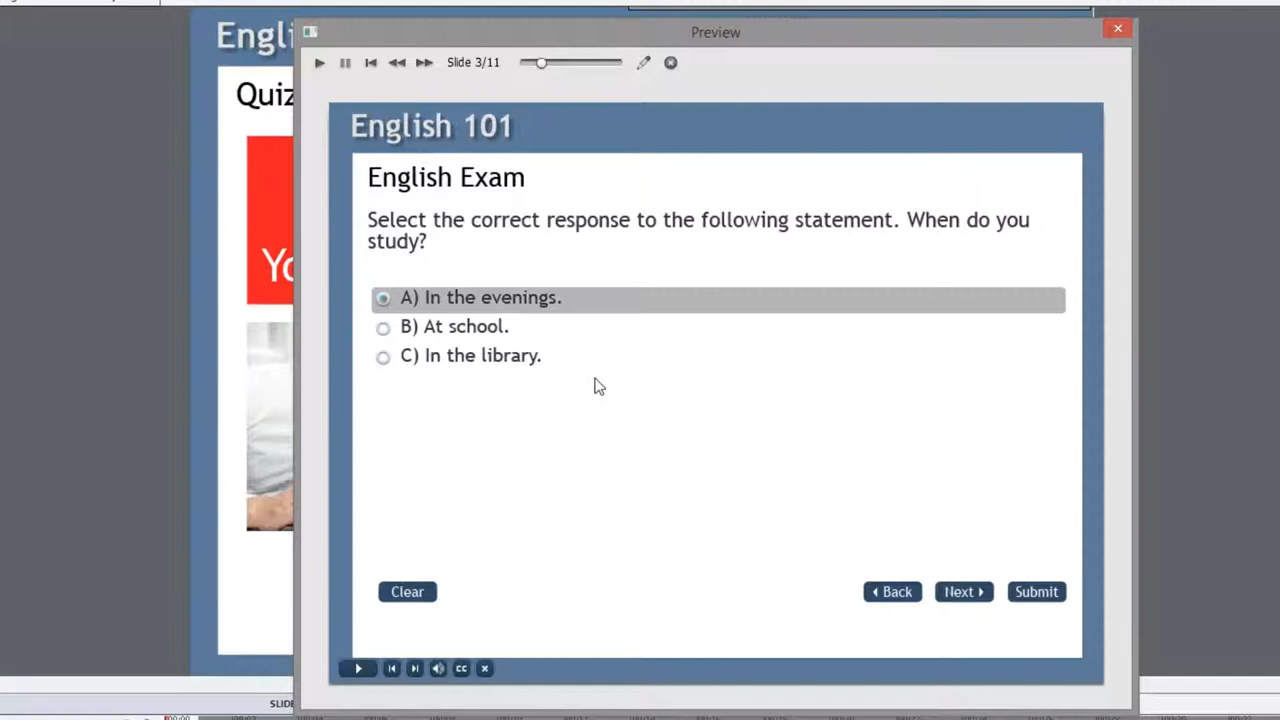 Preview
Slide 3/11
English 101
English Exam
Select the correct response to the following statement. When do you
study?
A) In the evenings.
B) At school.
C) In the library.
Clear
Back
Next
Submit
CC
Engli
Quiz
Yo
SLIDE